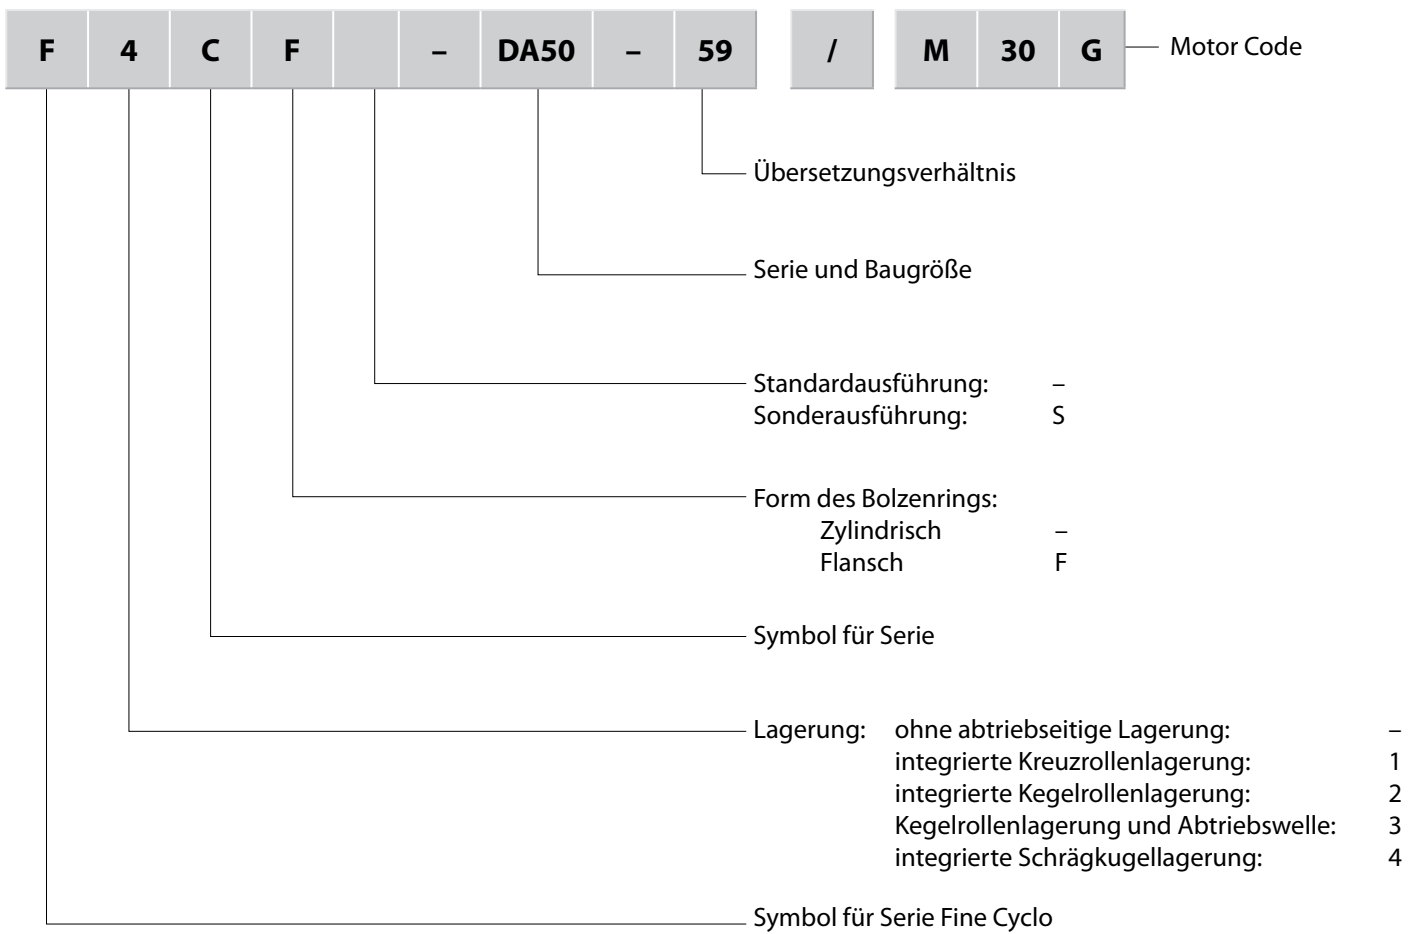 F 4 C F – DA50 – 59 / M 30 G Motor Code
Übersetzungsverhältnis
Serie und Baugröße
Standardausführung: –
Sonderausführung: S
Form des Bolzenrings:
Zylindrisch –
Flansch F
Symbol für Serie
Lagerung: ohne abtriebseitige Lagerung: –
integrierte Kreuzrollenlagerung: 1
integrierte Kegelrollenlagerung: 2
Kegelrollenlagerung und Abtriebswelle: 3
integrierte Schrägkugellagerung: 4
Symbol für Serie Fine Cyclo